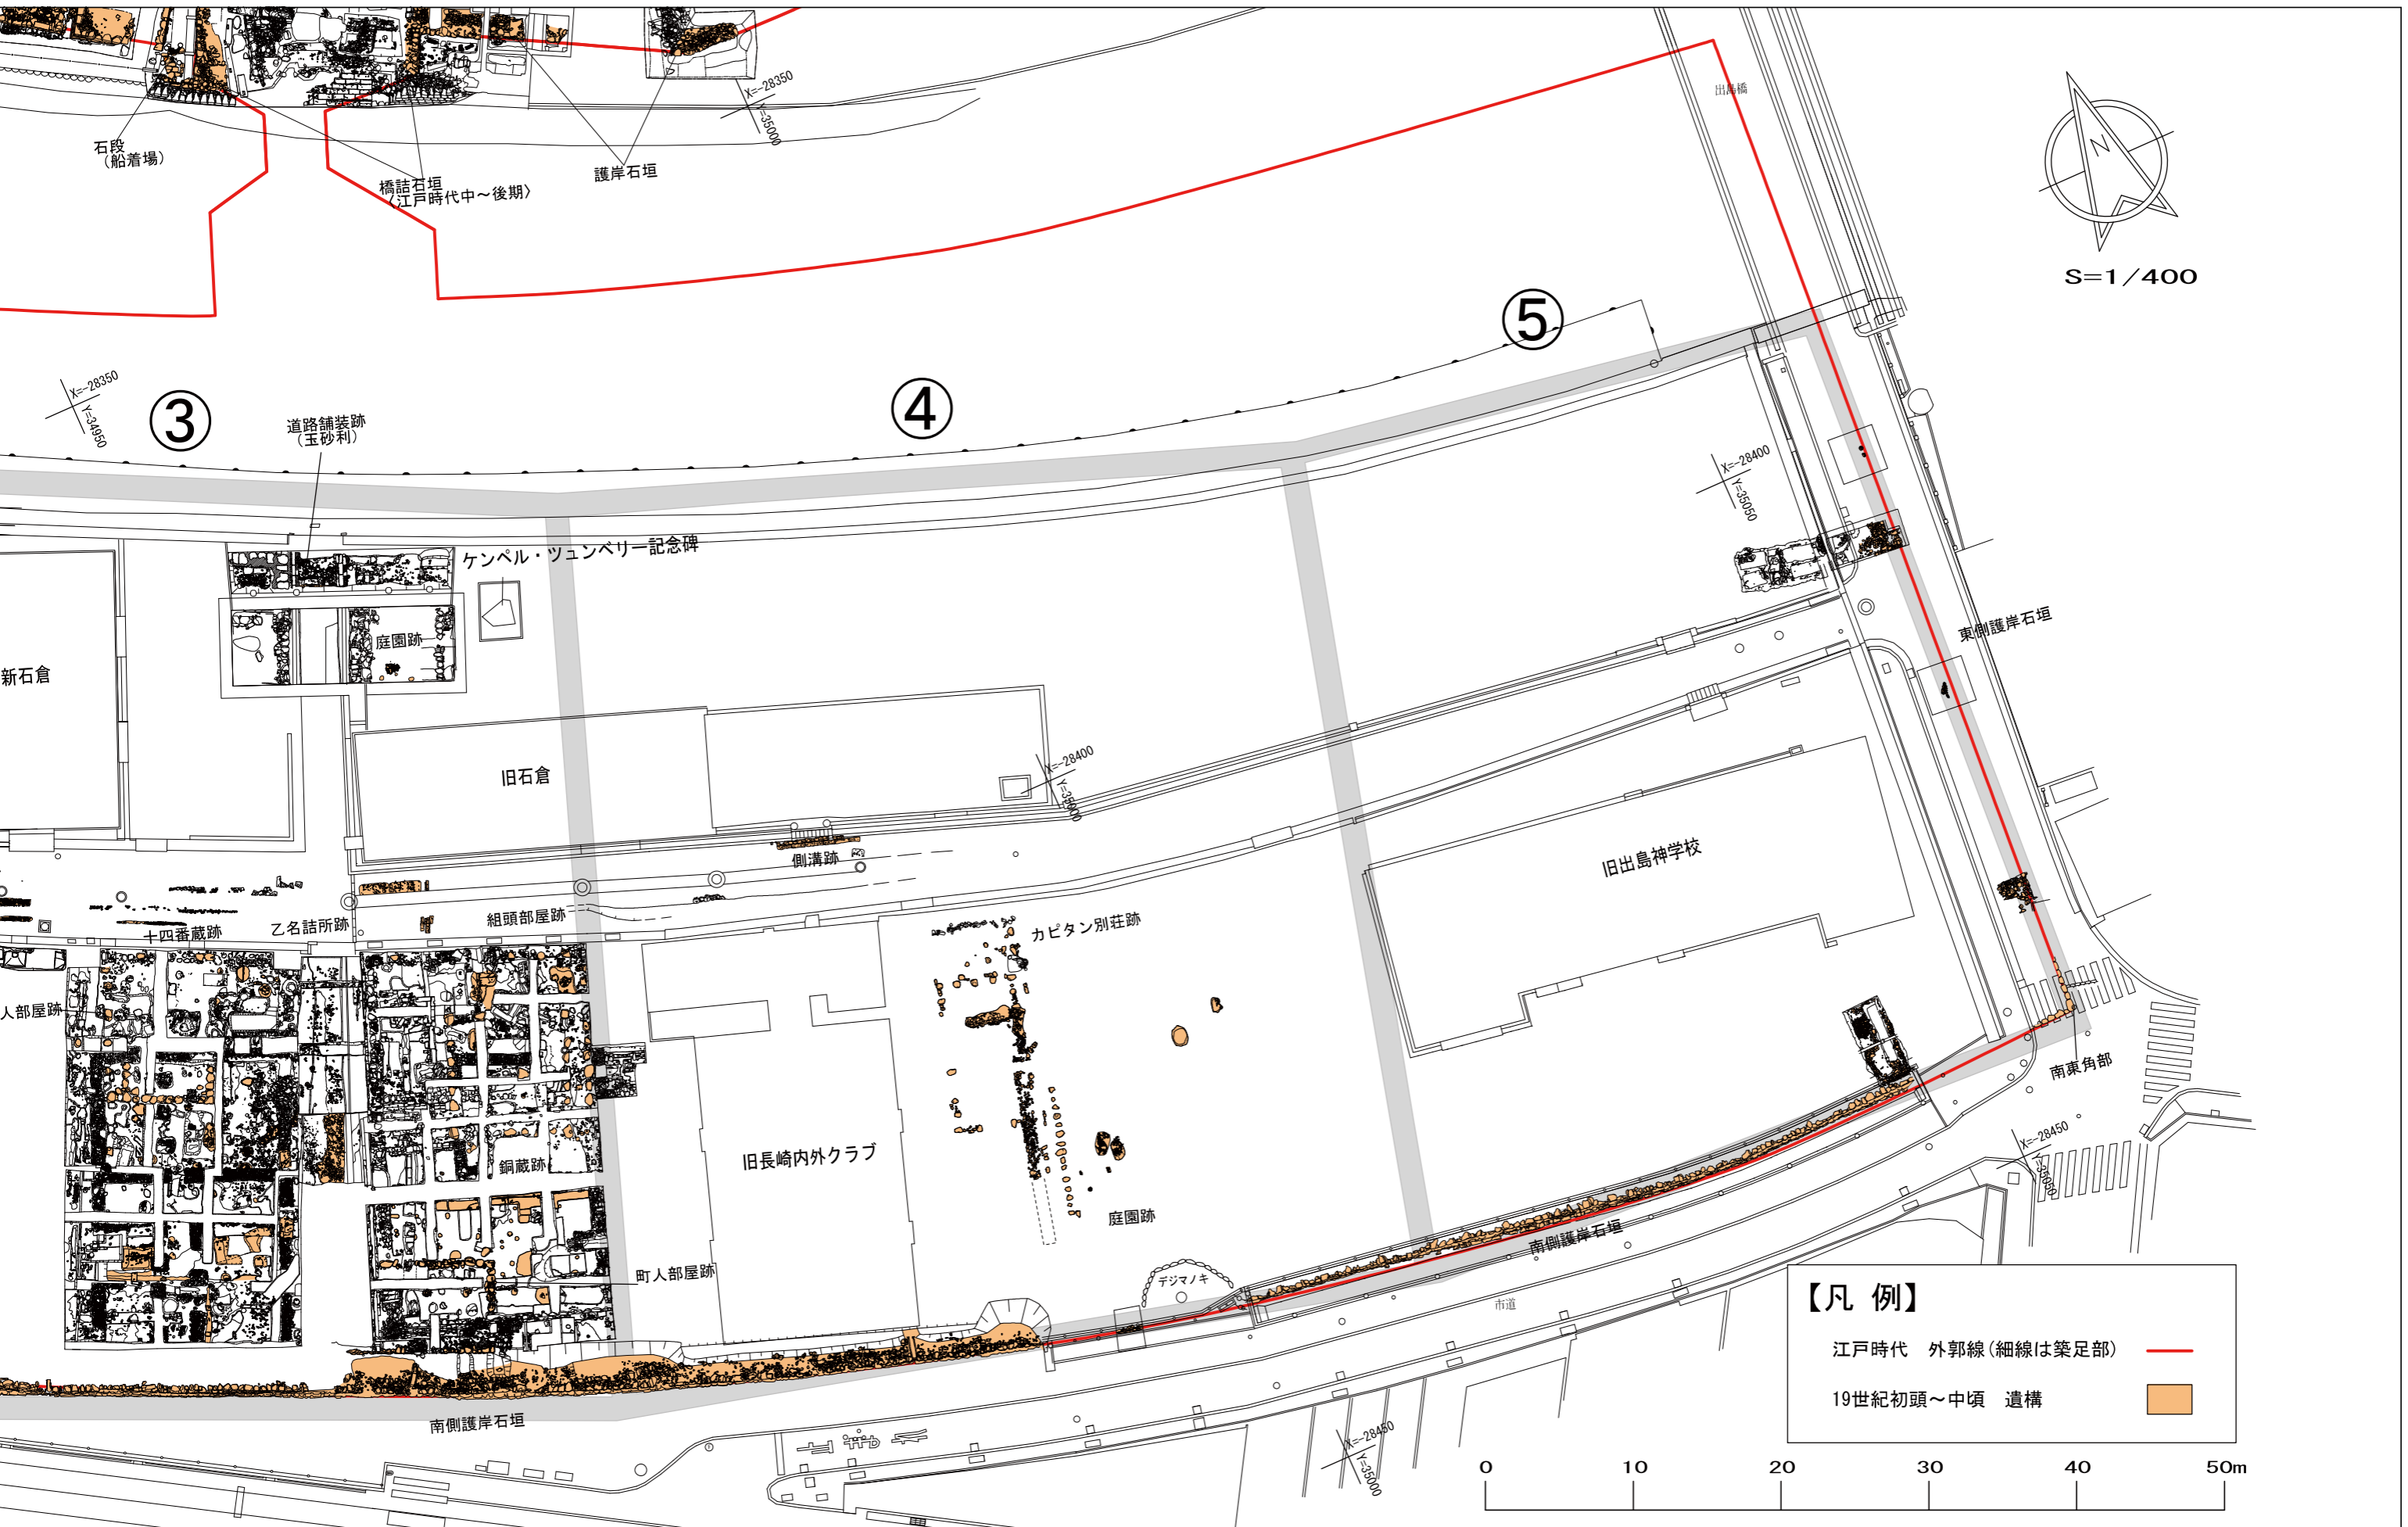 出島橋
X=-28350
Y=35000
N
S=1/400
石段
（船着場）
橋詰石垣
〈江戸時代中～後期〉
護岸石垣
⑤
④
③
X=-28350
Y=34950
道路舗装跡
（玉砂利）
X=-28400
Y=35050
ケンペル・ツュンベリー記念碑
庭園跡
新石倉
東側護岸石垣
旧石倉
X=-28400
Y=35000
側溝跡
旧出島神学校
十四番蔵跡
乙名詰所跡
組頭部屋跡
カピタン別荘跡
人部屋跡
南東角部
銅蔵跡
旧長崎内外クラブ
X=-28450
Y=35050
庭園跡
町人部屋跡
デジマノキ
南側護岸石垣
市道
南側護岸石垣
X=-28450
Y=35000
【凡 例】
江戸時代　外郭線（細線は築足部）
19世紀初頭～中頃　遺構
0 10 20 30 40 50m